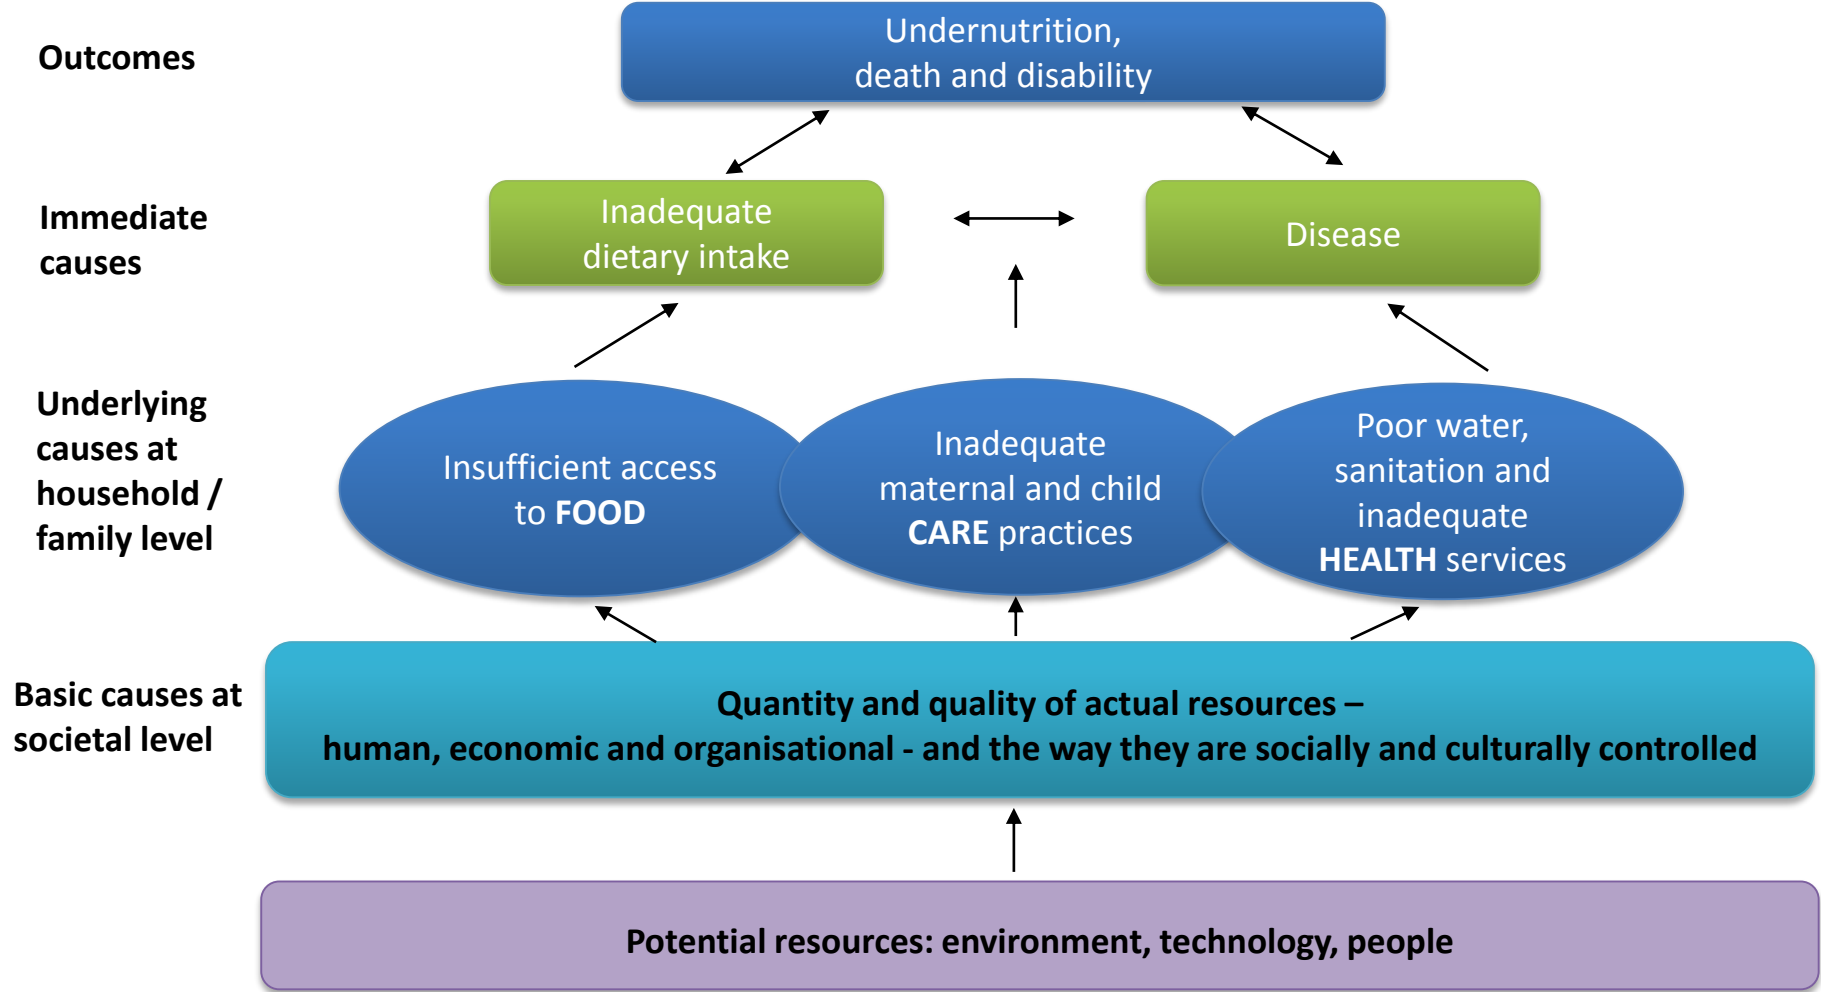 Outcomes
Undernutrition,
death and disability
Immediate
causes
Inadequate
dietary intake
Disease
Underlying
causes at
household /
family level
Insufficient access
to FOOD
Inadequate
maternal and child
CARE practices
Poor water,
sanitation and
inadequate
HEALTH services
Basic causes at
societal level
Quantity and quality of actual resources –
human, economic and organisational - and the way they are socially and culturally controlled
Potential resources: environment, technology, people